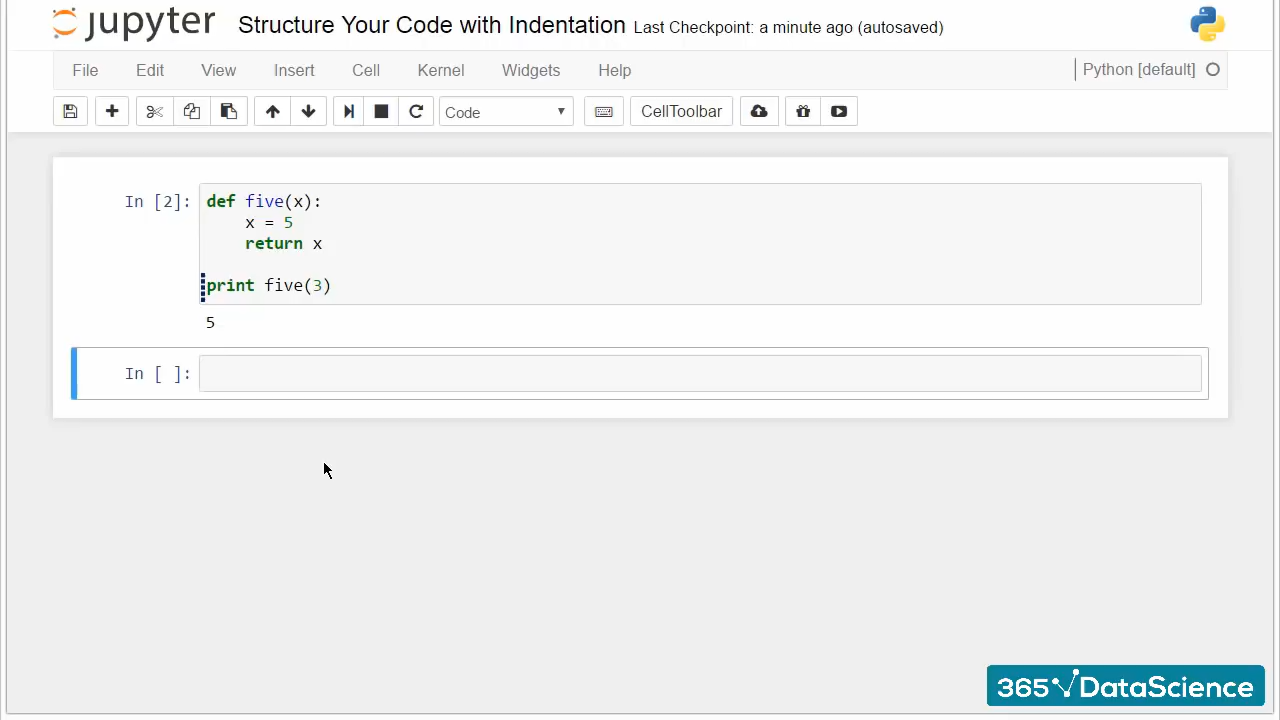 jupyter Structure Your Code with Indentation Last Checkpoint: a minute ago (autosaved)
File Edit View Insert Cell Kernel Widgets Help Python [default]
Code CellToolbar
In [2]: def five(x):
    x = 5
    return x
print five(3)
5
In [ ]:
365 DataScience